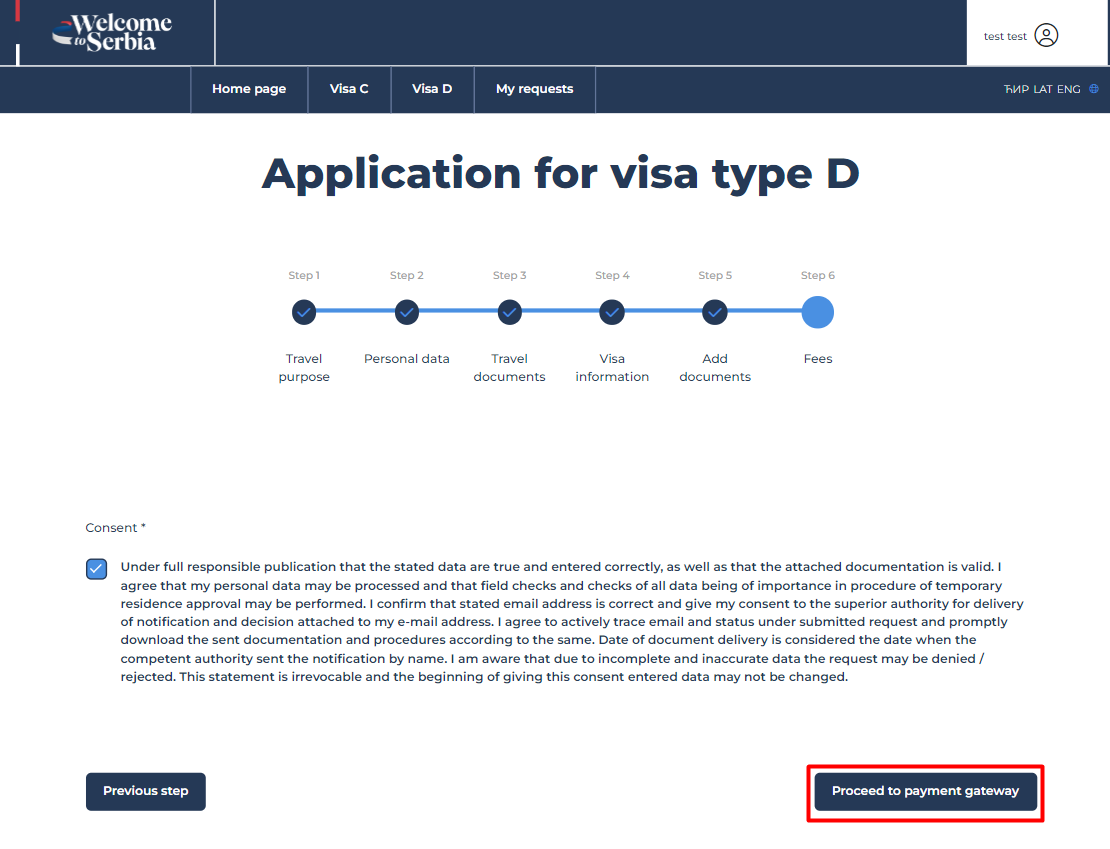 Welcome
to Serbia
test test
Home page
Visa C
Visa D
My requests
ЋИР LAT ENG
Application for visa type D
Step 1
Step 2
Step 3
Step 4
Step 5
Step 6
Travel
purpose
Personal data
Travel
documents
Visa
information
Add
documents
Fees
Consent *
Under full responsible publication that the stated data are true and entered correctly, as well as that the attached documentation is valid. I
agree that my personal data may be processed and that field checks and checks of all data being of importance in procedure of temporary
residence approval may be performed. I confirm that stated email address is correct and give my consent to the superior authority for delivery
of notification and decision attached to my e-mail address. I agree to actively trace email and status under submitted request and promptly
download the sent documentation and procedures according to the same. Date of document delivery is considered the date when the
competent authority sent the notification by name. I am aware that due to incomplete and inaccurate data the request may be denied /
rejected. This statement is irrevocable and the beginning of giving this consent entered data may not be changed.
Previous step
Proceed to payment gateway